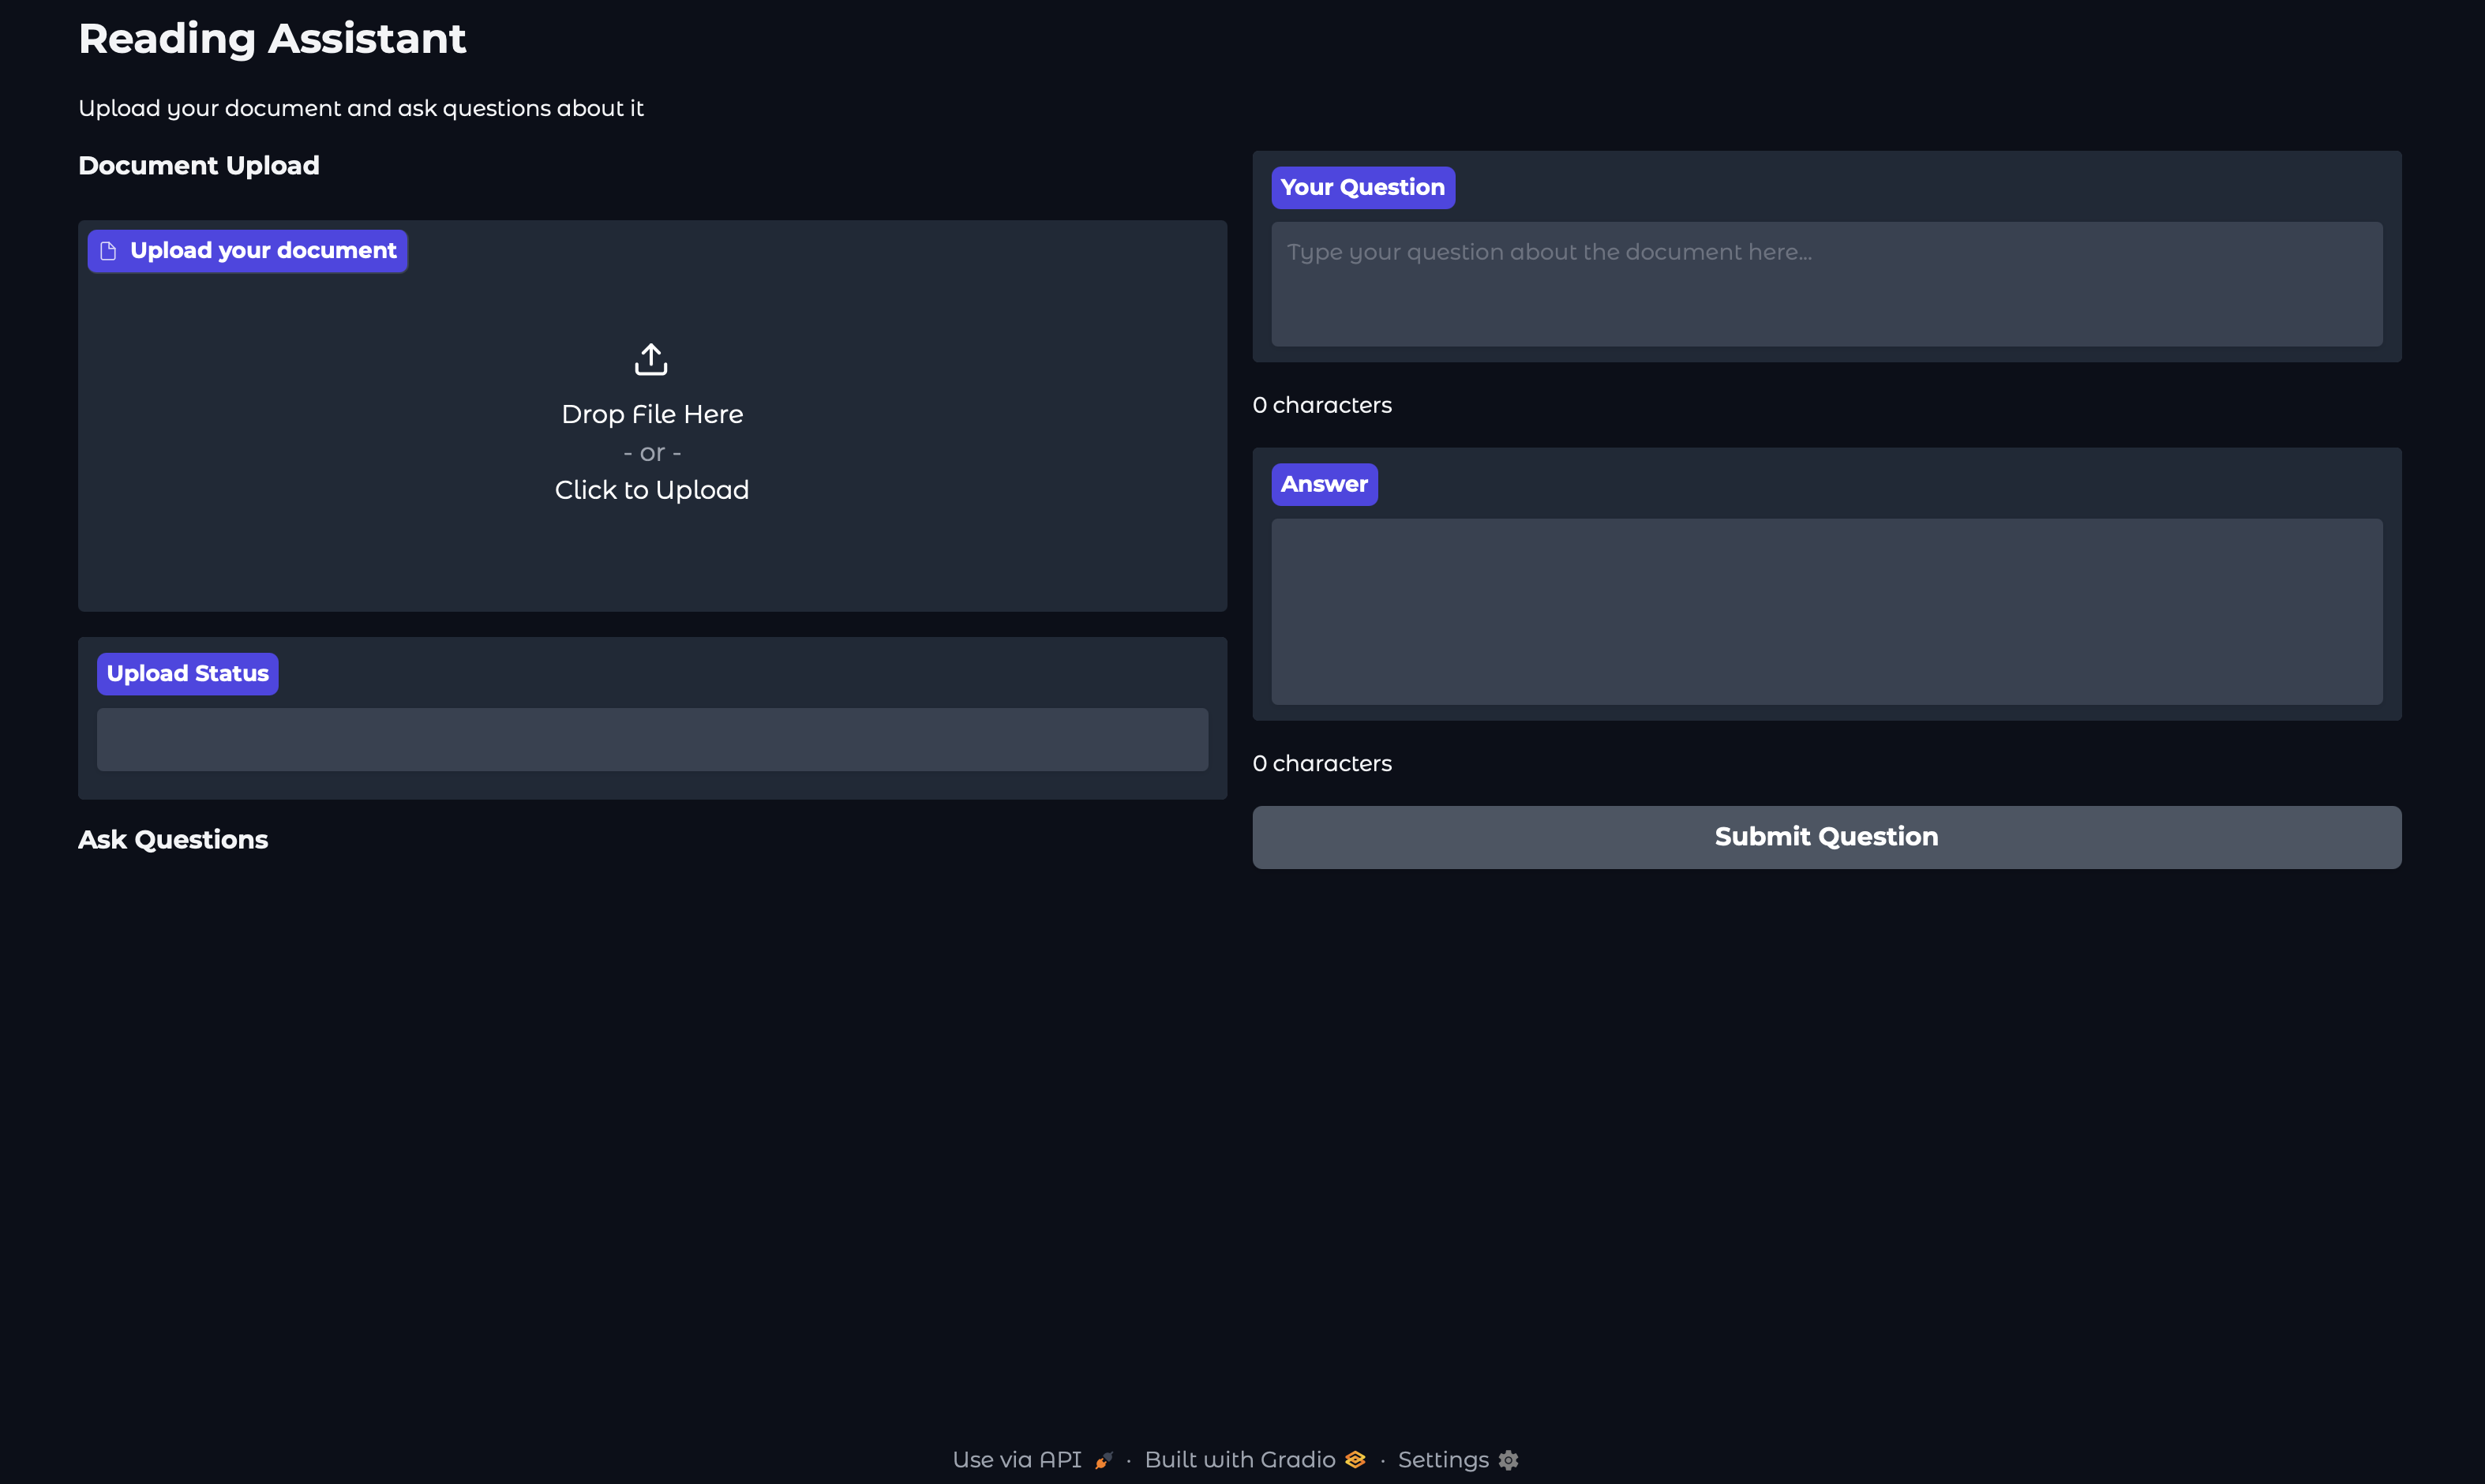 Reading Assistant
Upload your document and ask questions about it
Document Upload
Upload your document
Drop File Here
- or -
Click to Upload
Upload Status
Ask Questions
Your Question
Type your question about the document here...
0 characters
Answer
0 characters
Submit Question
Use via API · Built with Gradio · Settings